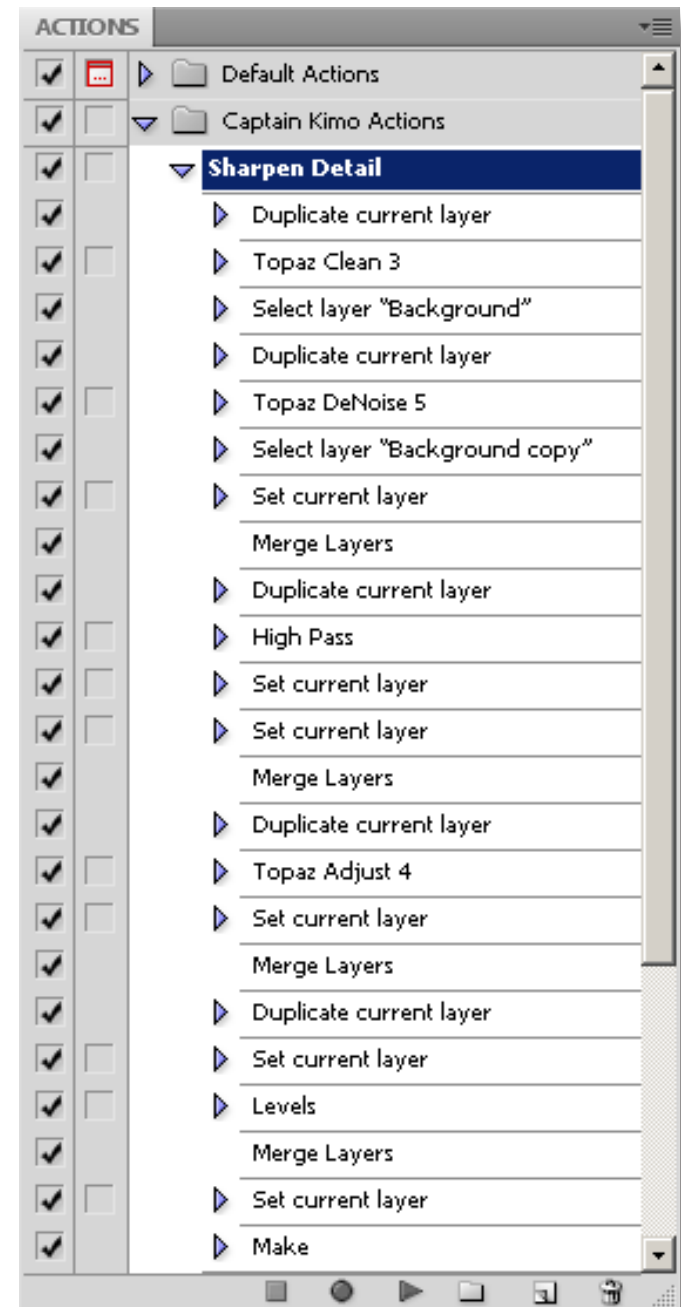 ACTIONS
Default Actions
Captain Kimo Actions
Sharpen Detail
Duplicate current layer
Topaz Clean 3
Select layer "Background"
Duplicate current layer
Topaz DeNoise 5
Select layer "Background copy"
Set current layer
Merge Layers
Duplicate current layer
High Pass
Set current layer
Set current layer
Merge Layers
Duplicate current layer
Topaz Adjust 4
Set current layer
Merge Layers
Duplicate current layer
Set current layer
Levels
Merge Layers
Set current layer
Make